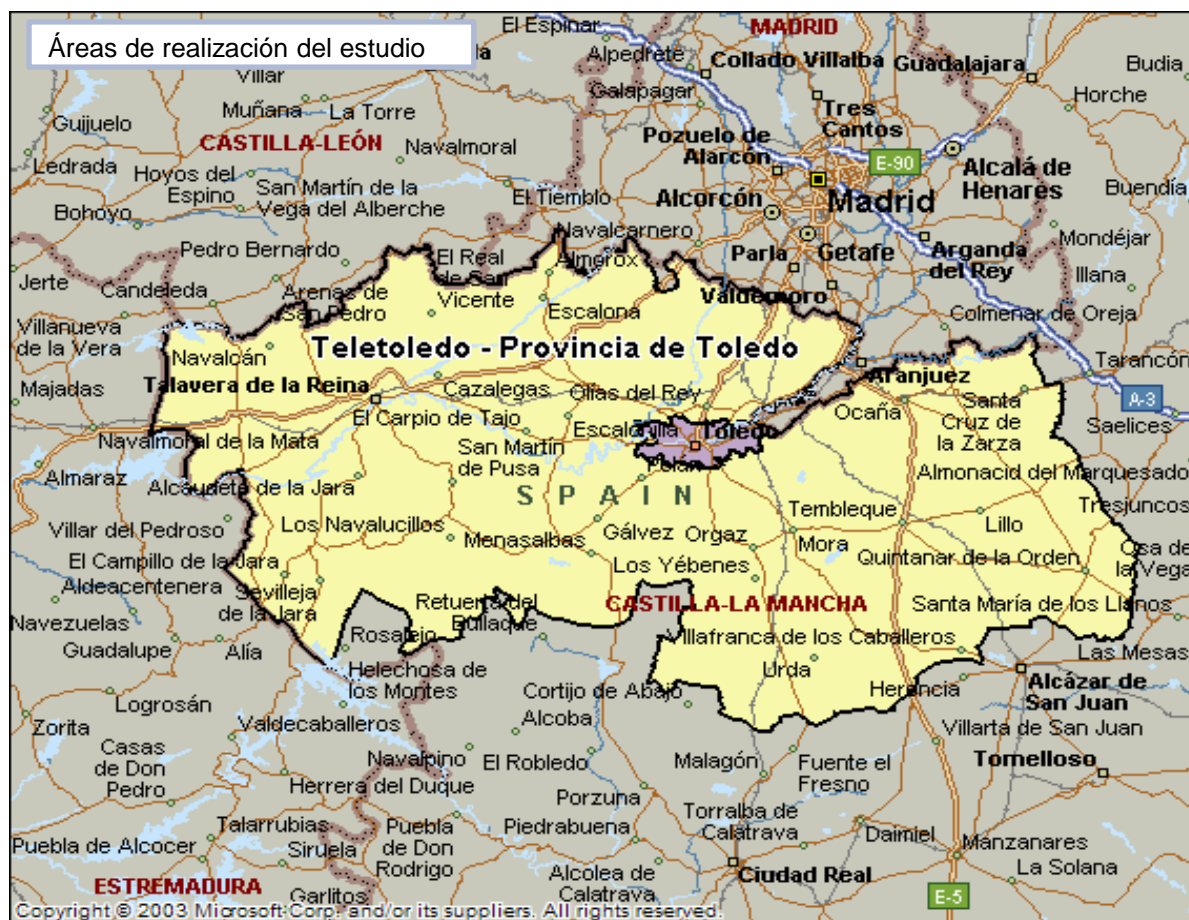 Áreas de realización del estudio
El Espinar
MADRID
Alpedrete
Collado Villalba
Guadalajara
Budia
Villar
Galapagar
Horche
Muñana
La Torre
Tres
Cantos
Guijuelo
CASTILLA-LEÓN
Navalmoral
Pozuelo de
Alarcón
E-90
Alcalá de
Henares
Ledrada
Hoyos del
Espino
San Martín de la
Vega del Alberche
El Tiemblo
Alcorcón
Madrid
Buendía
Bohoyo
Navalcarnero
Pedro Bernardo
El Real
de San
Vicente
Almorox
Parla
Getafe
Arganda
del Rey
Mondéjar
Jerte
Candeleda
Arenas de
San Pedro
Illana
Valdemoro
Escalona
Colmenar de Oreja
Villanueva
de la Vera
Navalcán
Teletoledo - Provincia de Toledo
Tarancón
Majadas
Talavera de la Reina
Cazalegas
Olías del Rey
Aranjuez
A-3
El Carpio de Tajo
Ocaña
Santa
Cruz de
la Zarza
Saelices
Navalmoral de la Mata
San Martín
de Pusa
Toledo
Polán
Almaraz
Alcaudete de la Jara
SPAIN
Almonacid del Marquesado
Tresjuncos
Villar del Pedroso
Los Navalucillos
Menasalbas
Gálvez
Orgaz
Tembleque
Mora
Lillo
El Campillo de la Jara
Los Yébenes
Quintanar de la Orden
Osa de
la Vega
Aldeacentenera
Sevilleja
de la Jara
Retuerta del
Bullaque
CASTILLA-LA MANCHA
Santa María de los Llanos
Navezuelas
Guadalupe
Alía
Rosalejo
Villafranca de los Caballeros
Las Mesas
Helechosa de
los Montes
Urda
Herencia
Alcázar de
San Juan
Logrosán
Cortijo de Abajo
Zorita
Valdecaballeros
Alcoba
Villarta de San Juan
Casas
de Don
Pedro
Navalpino
El Robledo
Malagón
Fuente el
Fresno
Tomelloso
Herrera del Duque
Porzuna
Talarrubias
Puebla
de Don
Rodrigo
Piedrabuena
Torralba de
Calatrava
Daimiel
Manzanares
Puebla de Alcocer
Siruela
Alcolea de
Calatrava
Ciudad Real
La Solana
ESTREMADURA
Garlitos
E-5
Copyright © 2003 Microsoft Corp. and/or its suppliers. All rights reserved.